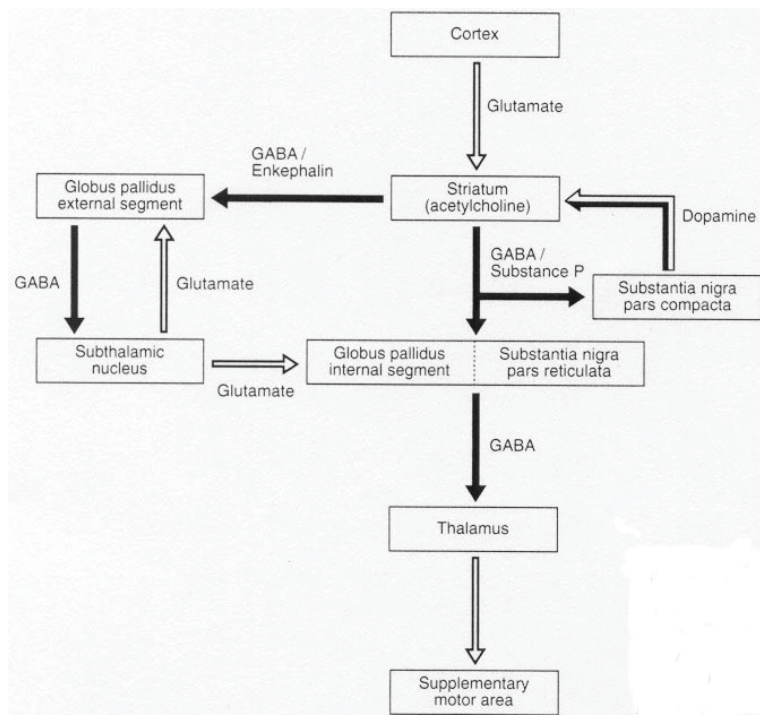 Cortex
Glutamate
GABA /
Enkephalin
Globus pallidus
external segment
Striatum
(acetylcholine)
Dopamine
GABA /
Substance P
GABA
Glutamate
Substantia nigra
pars compacta
Subthalamic
nucleus
Globus pallidus
internal segment
Substantia nigra
pars reticulata
Glutamate
GABA
Thalamus
Supplementary
motor area